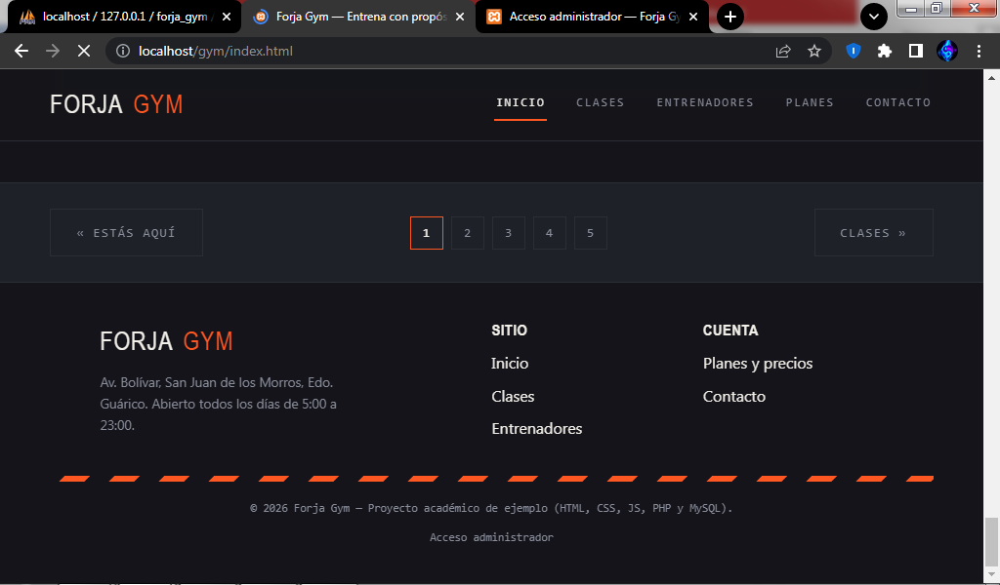 localhost / 127.0.0.1 / forja_gym
Forja Gym — Entrena con propós
Acceso administrador — Forja Gy
localhost/gym/index.html
FORJA GYM
INICIO
CLASES
ENTRENADORES
PLANES
CONTACTO
« ESTÁS AQUÍ
1
2
3
4
5
CLASES »
FORJA GYM
Av. Bolívar, San Juan de los Morros, Edo.
Guárico. Abierto todos los días de 5:00 a
23:00.
SITIO
Inicio
Clases
Entrenadores
CUENTA
Planes y precios
Contacto
© 2026 Forja Gym — Proyecto académico de ejemplo (HTML, CSS, JS, PHP y MySQL).
Acceso administrador